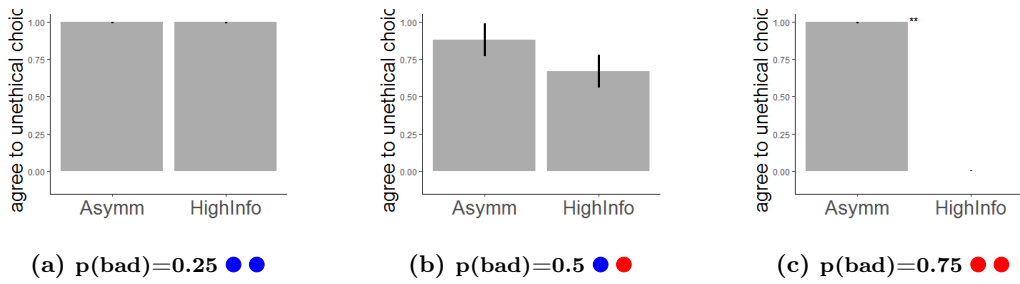 agree to unethical choic
1.00
0.75
0.50
0.25
0.00
Asymm HighInfo
(a) p(bad)=0.25
agree to unethical choic
1.00
0.75
0.50
0.25
0.00
Asymm HighInfo
(b) p(bad)=0.5
agree to unethical choic
1.00
0.75
0.50
0.25
0.00
**
Asymm HighInfo
(c) p(bad)=0.75